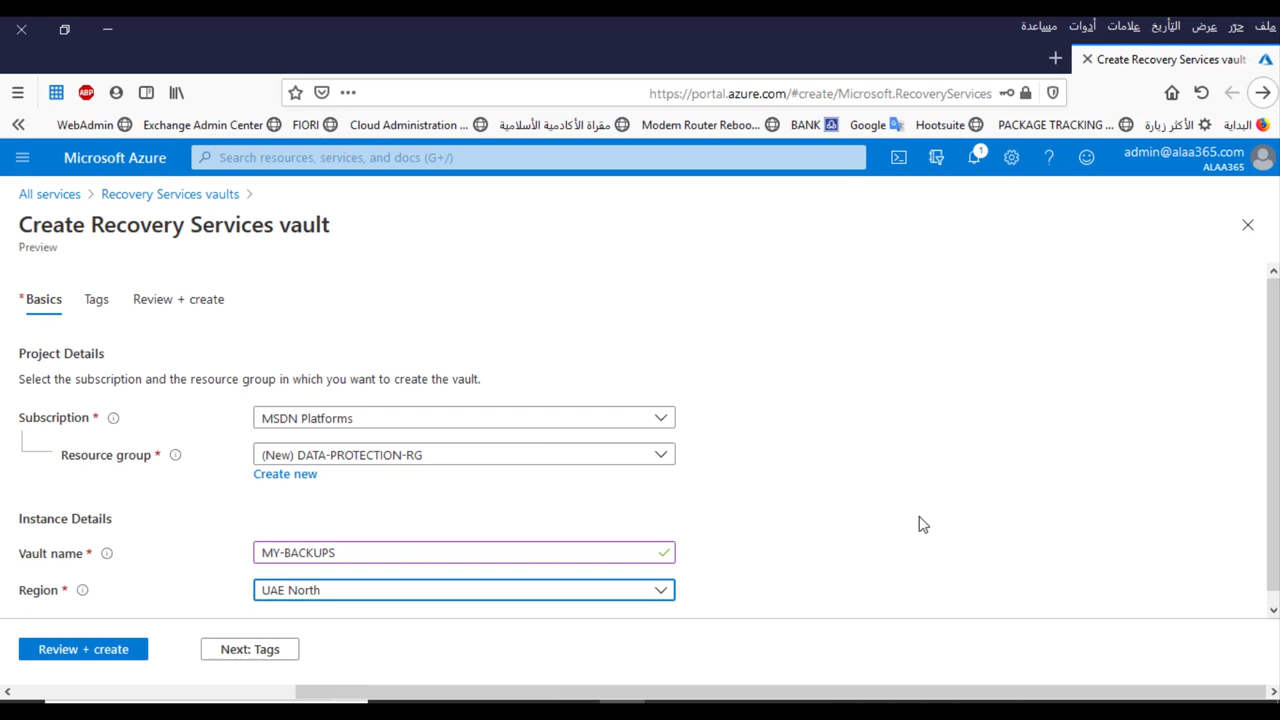 ملف حرّر عرض التأريخ علامات أدوات مساعدة
Create Recovery Services vault
https://portal.azure.com/#create/Microsoft.RecoveryServices
WebAdmin Exchange Admin Center FIORI Cloud Administration ... مقراة الأكادمية الأسلامية Modem Router Reboo... BANK Google Hootsuite PACKAGE TRACKING ... الأكثر زيارة البداية
Microsoft Azure
Search resources, services, and docs (G+/)
1
admin@alaa365.com
ALAA365
All services > Recovery Services vaults >
Create Recovery Services vault
Preview
* Basics Tags Review + create
Project Details
Select the subscription and the resource group in which you want to create the vault.
Subscription * MSDN Platforms
Resource group * (New) DATA-PROTECTION-RG
Create new
Instance Details
Vault name * MY-BACKUPS
Region * UAE North
Review + create Next: Tags